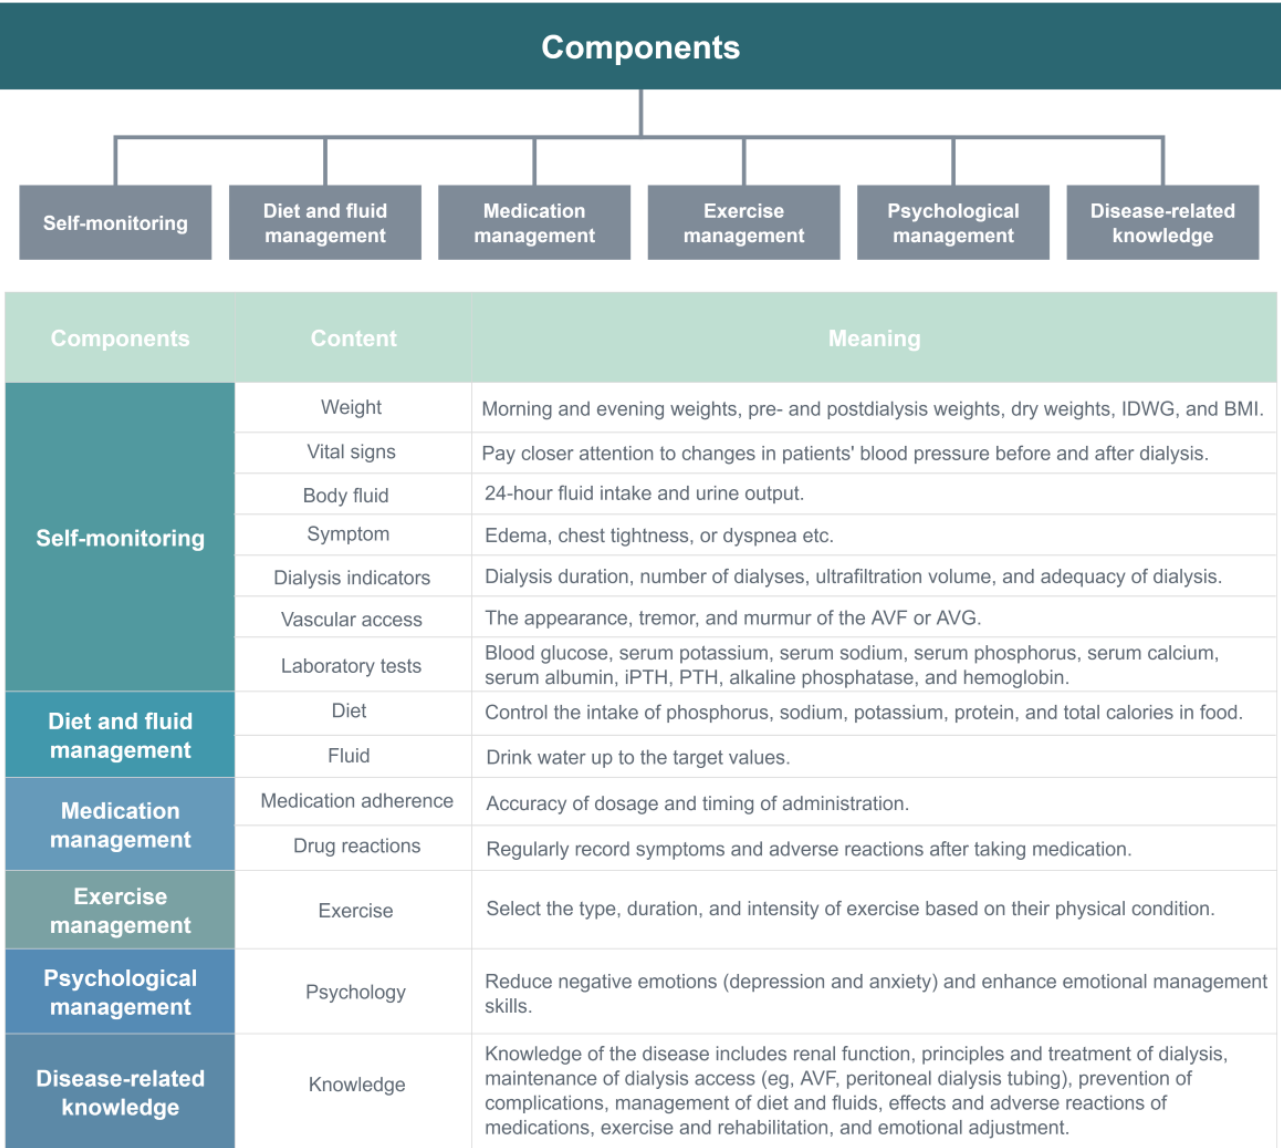 Components
Self-monitoring
Diet and fluid
management
Medication
management
Exercise
management
Psychological
management
Disease-related
knowledge
Components
Content
Meaning
Self-monitoring
Weight
Morning and evening weights, pre- and postdialysis weights, dry weights, IDWG, and BMI.
Vital signs
Pay closer attention to changes in patients' blood pressure before and after dialysis.
Body fluid
24-hour fluid intake and urine output.
Symptom
Edema, chest tightness, or dyspnea etc.
Dialysis indicators
Dialysis duration, number of dialyses, ultrafiltration volume, and adequacy of dialysis.
Vascular access
The appearance, tremor, and murmur of the AVF or AVG.
Laboratory tests
Blood glucose, serum potassium, serum sodium, serum phosphorus, serum calcium,
serum albumin, iPTH, PTH, alkaline phosphatase, and hemoglobin.
Diet and fluid
management
Diet
Control the intake of phosphorus, sodium, potassium, protein, and total calories in food.
Fluid
Drink water up to the target values.
Medication
management
Medication adherence
Accuracy of dosage and timing of administration.
Drug reactions
Regularly record symptoms and adverse reactions after taking medication.
Exercise
management
Exercise
Select the type, duration, and intensity of exercise based on their physical condition.
Psychological
management
Psychology
Reduce negative emotions (depression and anxiety) and enhance emotional management
skills.
Disease-related
knowledge
Knowledge
Knowledge of the disease includes renal function, principles and treatment of dialysis,
maintenance of dialysis access (eg, AVF, peritoneal dialysis tubing), prevention of
complications, management of diet and fluids, effects and adverse reactions of
medications, exercise and rehabilitation, and emotional adjustment.